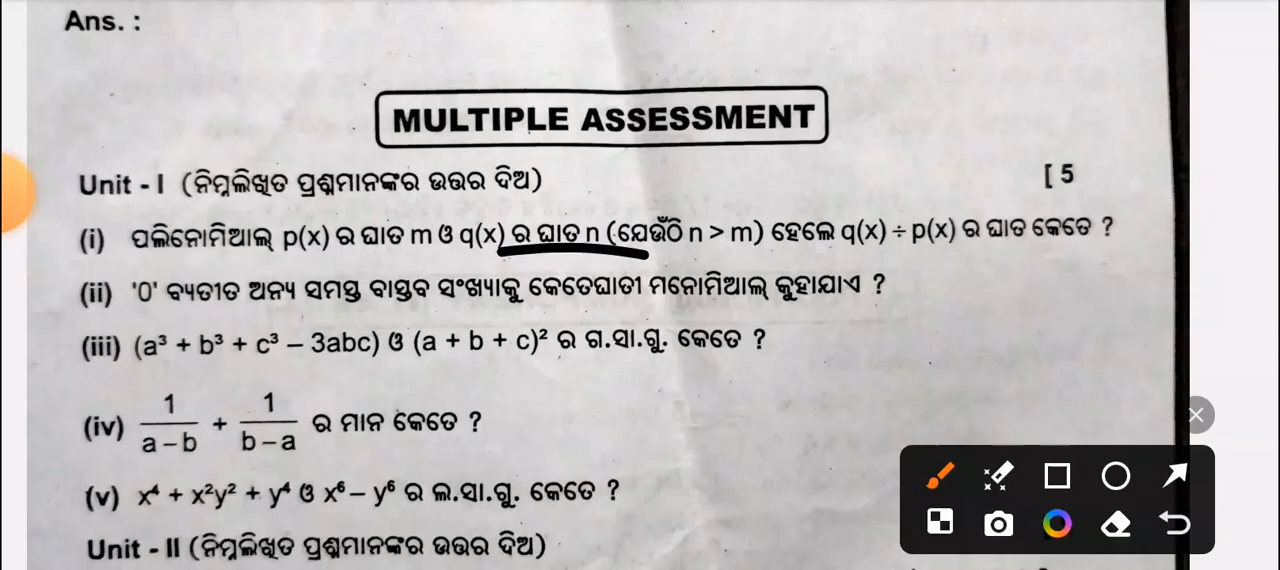 Ans. :
MULTIPLE ASSESSMENT
Unit - I (ନିମ୍ନଲିଖିତ ପ୍ରଶ୍ନମାନଙ୍କର ଉତ୍ତର ଦିଅ) [ 5
(i) ପଲିନୋମିଆଲ୍ p(x) ର ଘାତ m ଓ q(x) ର ଘାତ n (ଯେଉଁଠି n > m) ହେଲେ q(x) ÷ p(x) ର ଘାତ କେତେ ?
(ii) '0' ବ୍ୟତୀତ ଅନ୍ୟ ସମସ୍ତ ବାସ୍ତବ ସଂଖ୍ୟାକୁ କେତେଘାତୀ ମନୋମିଆଲ୍ କୁହାଯାଏ ?
(iii) (a³ + b³ + c³ – 3abc) ଓ (a + b + c)² ର ଗ.ସା.ଗୁ. କେତେ ?
(iv) 1/(a – b) + 1/(b – a) ର ମାନ କେତେ ?
(v) x⁴ + x²y² + y⁴ ଓ x⁶ – y⁶ ର ଲ.ସା.ଗୁ. କେତେ ?
Unit - II (ନିମ୍ନଲିଖିତ ପ୍ରଶ୍ନମାନଙ୍କର ଉତ୍ତର ଦିଅ)